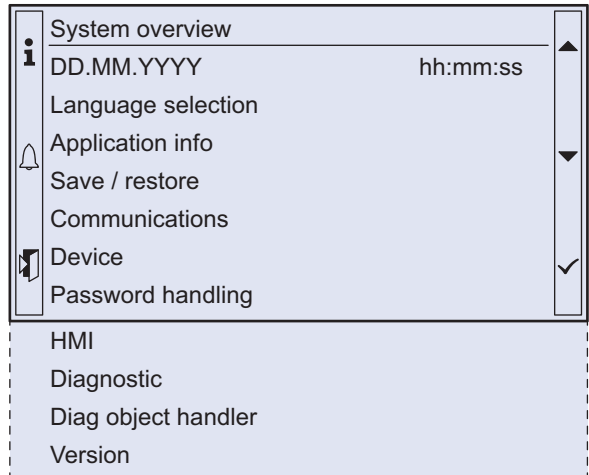 System overview
DD.MM.YYYY hh:mm:ss
Language selection
Application info
Save / restore
Communications
Device
Password handling
HMI
Diagnostic
Diag object handler
Version